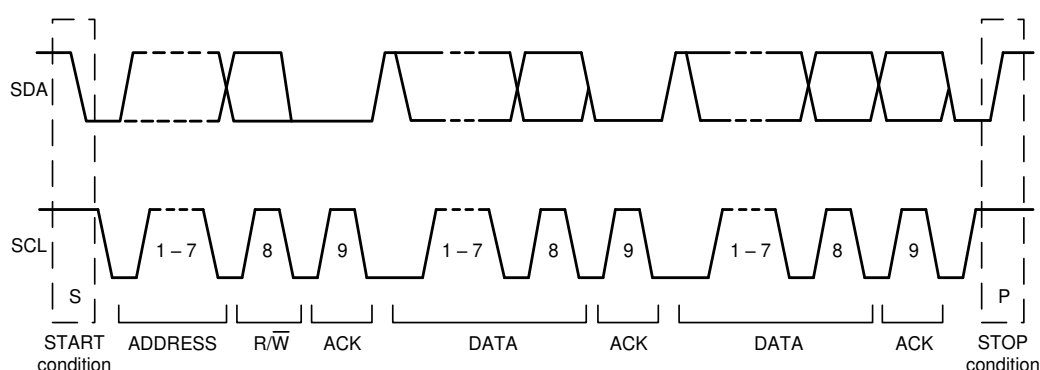 SDA
SCL
1 – 7 8 9 1 – 7 8 9 1 – 7 8 9
S P
START condition ADDRESS R/W̅ ACK DATA ACK DATA ACK STOP condition